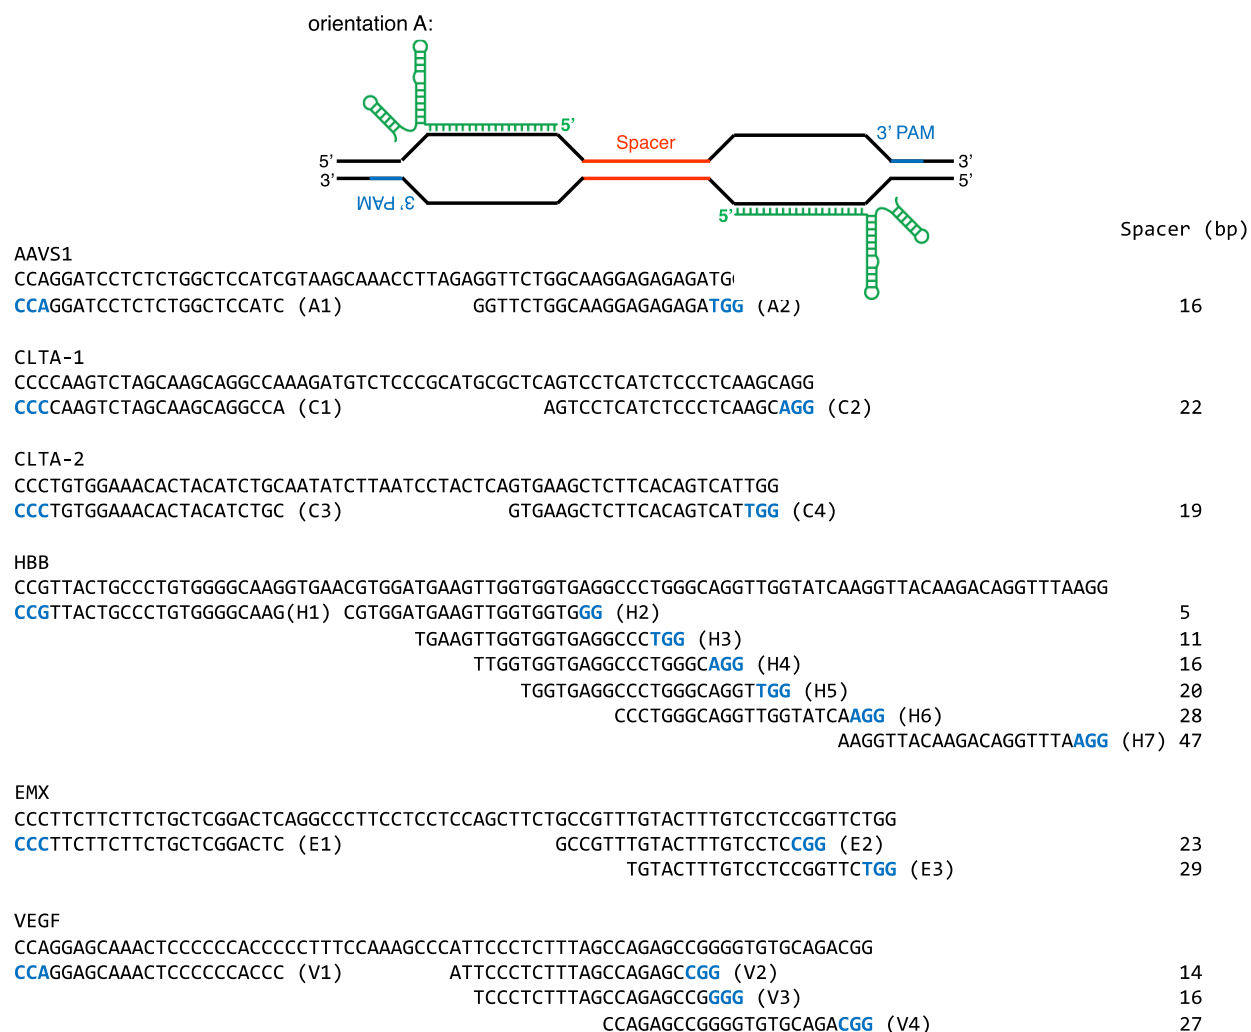 orientation A:
5’
Spacer
3’ PAM
5’
3’
3’
5’
3’ PAM
5’
Spacer (bp)
AAVS1
CCAGGATCCTCTCTGGCTCCATCGTAAGCAAACCTTAGAGGTTCTGGCAAGGAGAGAGATG
CCAGGATCCTCTCTGGCTCCATC (A1) GGTTCTGGCAAGGAGAGAGATGG (A2) 16
CLTA-1
CCCCAAGTCTAGCAAGCAGGCCAAAGATGTCTCCCGCATGCGCTCAGTCCTCATCTCCCTCAAGCAGG
CCCCAAGTCTAGCAAGCAGGCCA (C1) AGTCCTCATCTCCCTCAAGCAGG (C2) 22
CLTA-2
CCCTGTGGAAACACTACATCTGCAATATCTTAATCCTACTCAGTGAAGCTCTTCACAGTCATTGG
CCCTGTGGAAACACTACATCTGC (C3) GTGAAGCTCTTCACAGTCATTGG (C4) 19
HBB
CCGTTACTGCCCTGTGGGGCAAGGTGAACGTGGATGAAGTTGGTGGTGAGGCCCTGGGCAGGTTGGTATCAAGGTTACAAGACAGGTTTAAGG
CCGTTACTGCCCTGTGGGGCAAG(H1) CGTGGATGAAGTTGGTGGTGGG (H2) 5
TGAAGTTGGTGGTGAGGCCCTGG (H3) 11
TTGGTGGTGAGGCCCTGGGCAGG (H4) 16
TGGTGAGGCCCTGGGCAGGTTGG (H5) 20
CCCTGGGCAGGTTGGTATCAAGG (H6) 28
AAGGTTACAAGACAGGTTTAAGG (H7) 47
EMX
CCCTTCTTCTTCTGCTCGGACTCAGGCCCTTCCTCCTCCAGCTTCTGCCGTTTGTACTTTGTCCTCCGGTTCTGG
CCCTTCTTCTTCTGCTCGGACTC (E1) GCCGTTTGTACTTTGTCCTCCGG (E2) 23
TGTACTTTGTCCTCCGGTTCTGG (E3) 29
VEGF
CCAGGAGCAAACTCCCCCCACCCCCTTTCCAAAGCCCATTCCCTCTTTAGCCAGAGCCGGGGTGTGCAGACGG
CCAGGAGCAAACTCCCCCCACCC (V1) ATTCCCTCTTTAGCCAGAGCCGG (V2) 14
TCCCTCTTTAGCCAGAGCCGGGG (V3) 16
CCAGAGCCGGGGTGTGCAGACGG (V4) 27